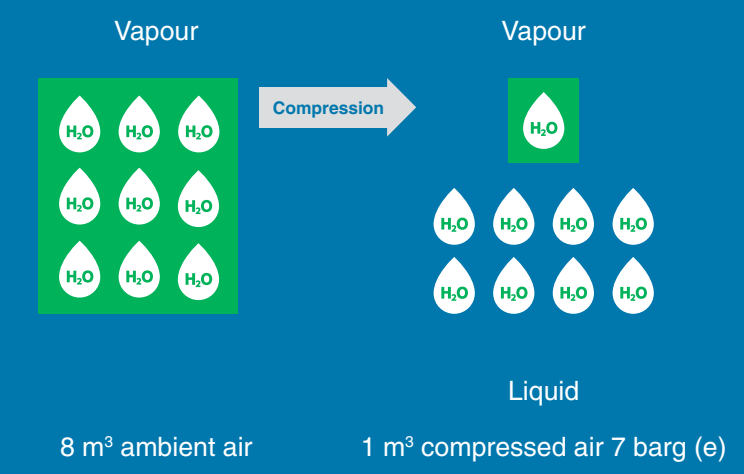 Vapour
Vapour
Compression
H₂O H₂O H₂O
H₂O H₂O H₂O
H₂O H₂O H₂O
H₂O
H₂O H₂O H₂O H₂O
H₂O H₂O H₂O H₂O
Liquid
8 m³ ambient air
1 m³ compressed air 7 barg (e)